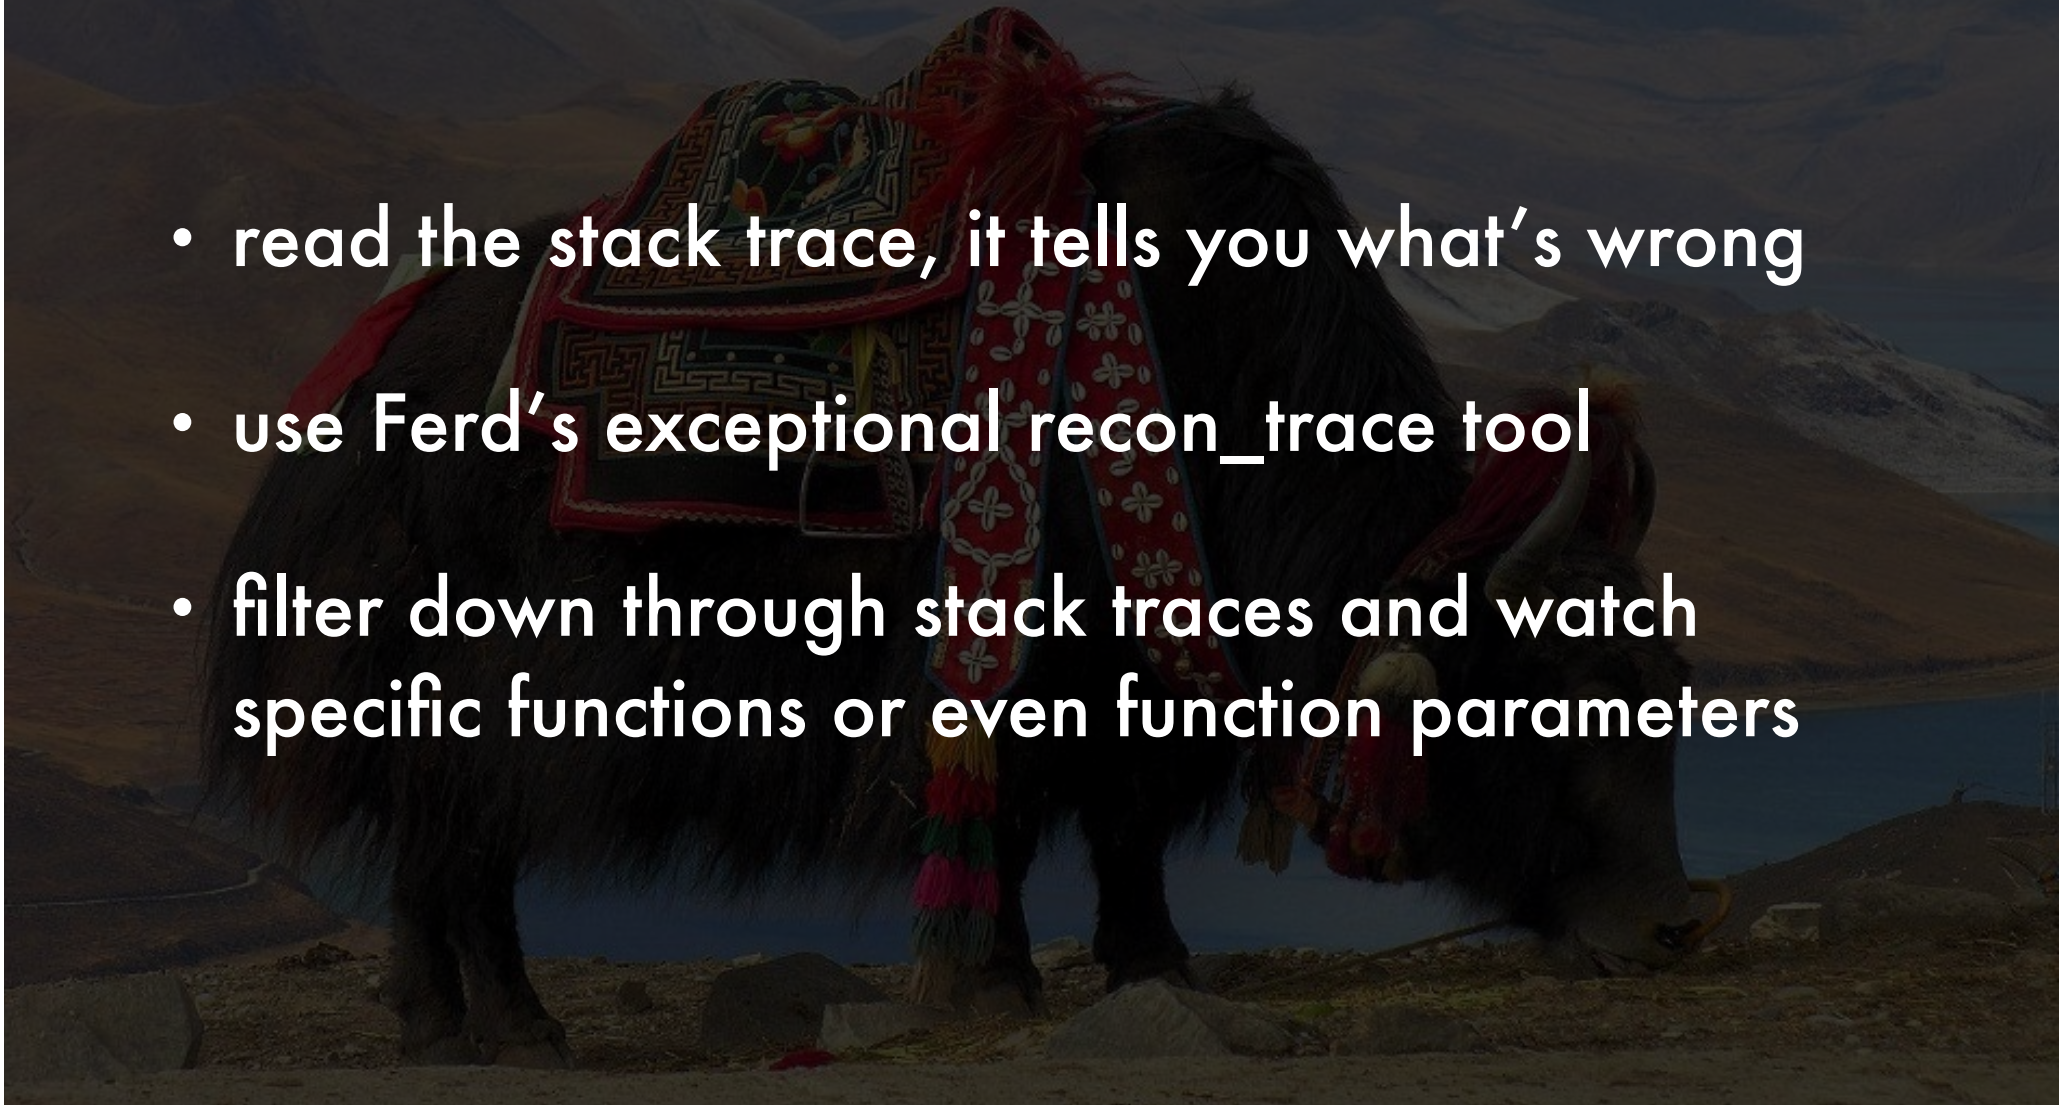 • read the stack trace, it tells you what’s wrong
• use Ferd’s exceptional recon_trace tool
• filter down through stack traces and watch
specific functions or even function parameters